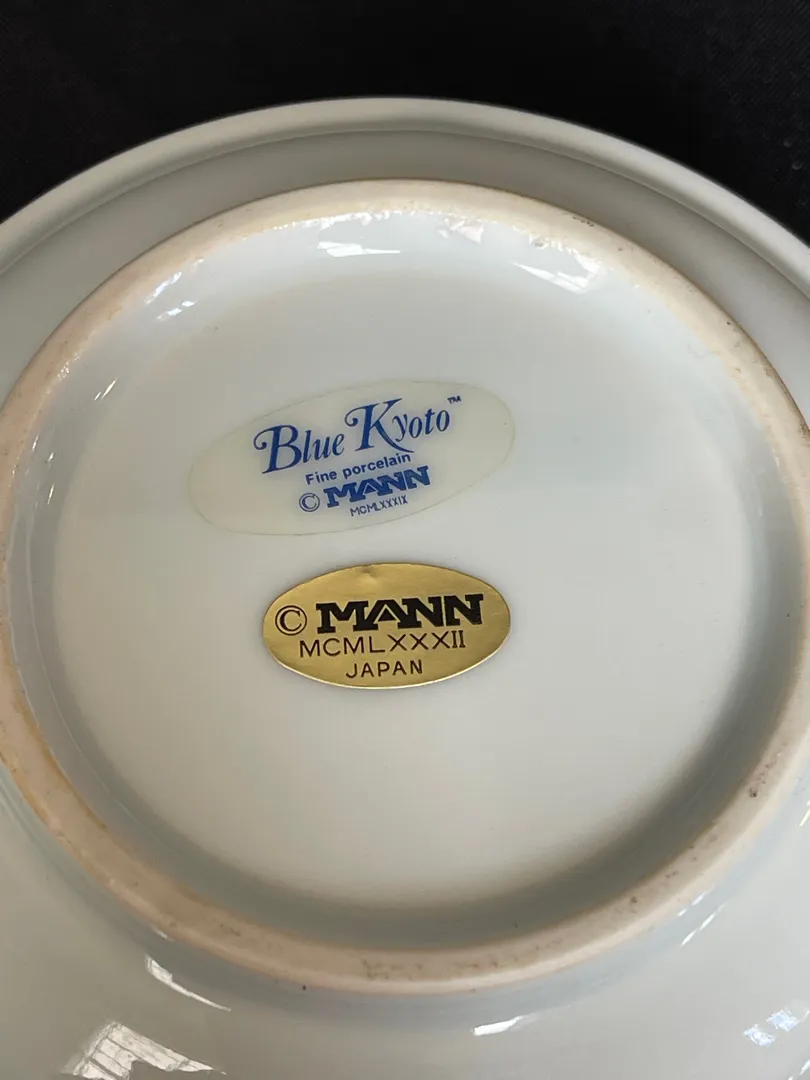 Blue Kyoto™
Fine porcelain
© MANN
MCMLXXXIX
© MANN
MCMLXXXII
JAPAN